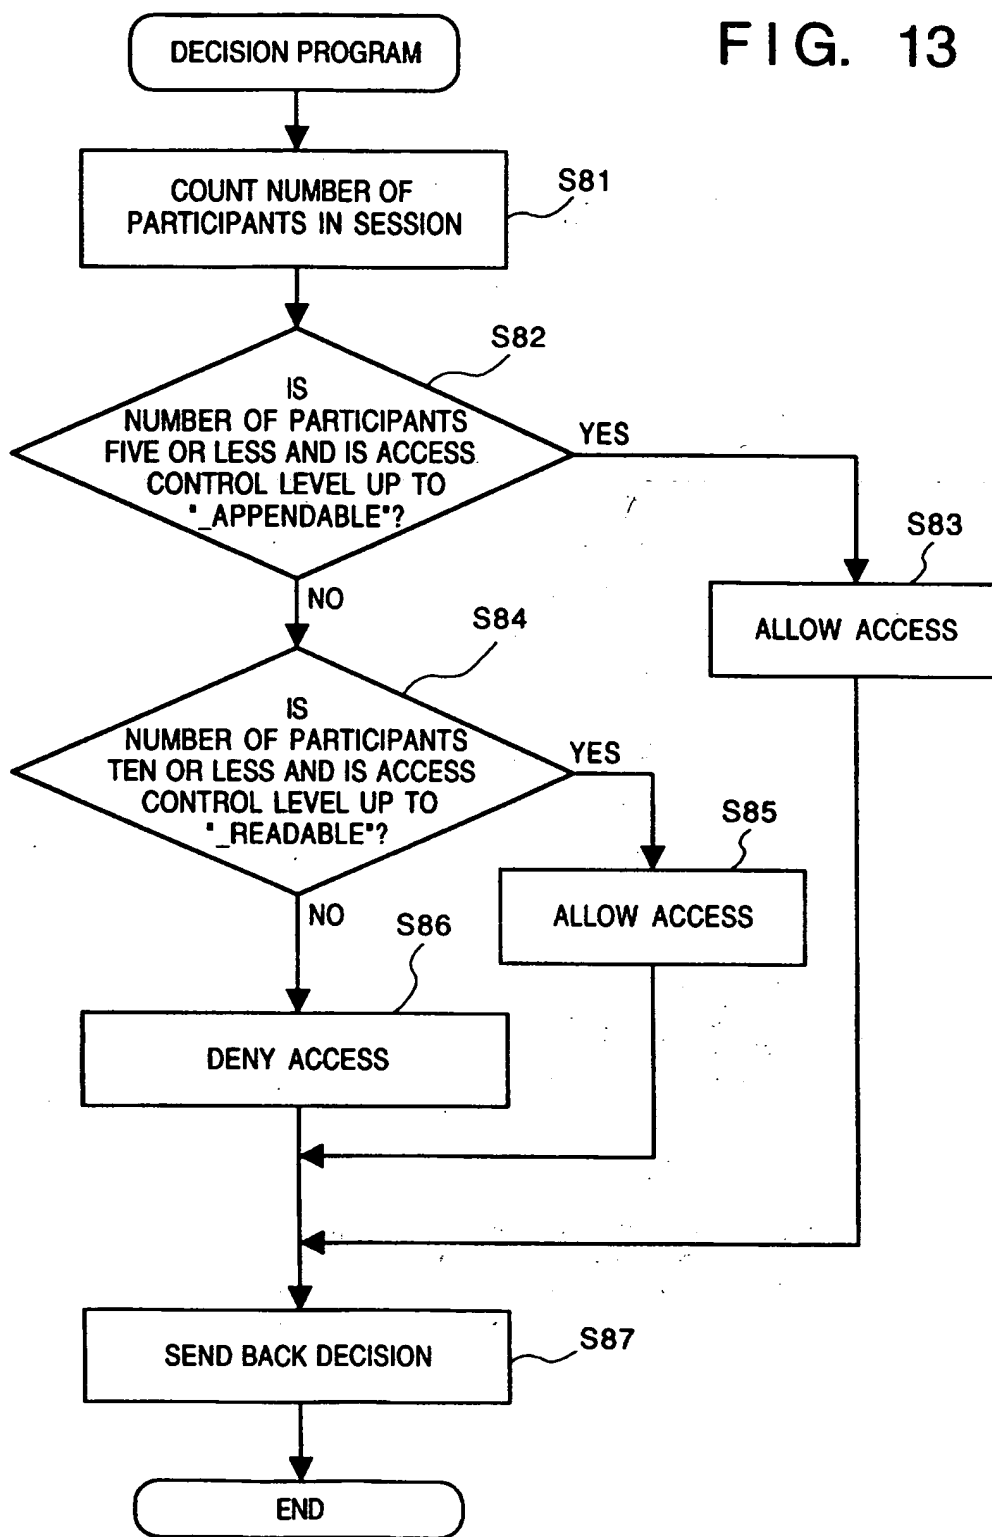 FIG. 13
DECISION PROGRAM
COUNT NUMBER OF
PARTICIPANTS IN SESSION
S81
S82
IS
NUMBER OF PARTICIPANTS
FIVE OR LESS AND IS ACCESS
CONTROL LEVEL UP TO
"_APPENDABLE"?
YES
S83
ALLOW ACCESS
NO
S84
IS
NUMBER OF PARTICIPANTS
TEN OR LESS AND IS ACCESS
CONTROL LEVEL UP TO
"_READABLE"?
YES
S85
ALLOW ACCESS
NO
S86
DENY ACCESS
SEND BACK DECISION
S87
END